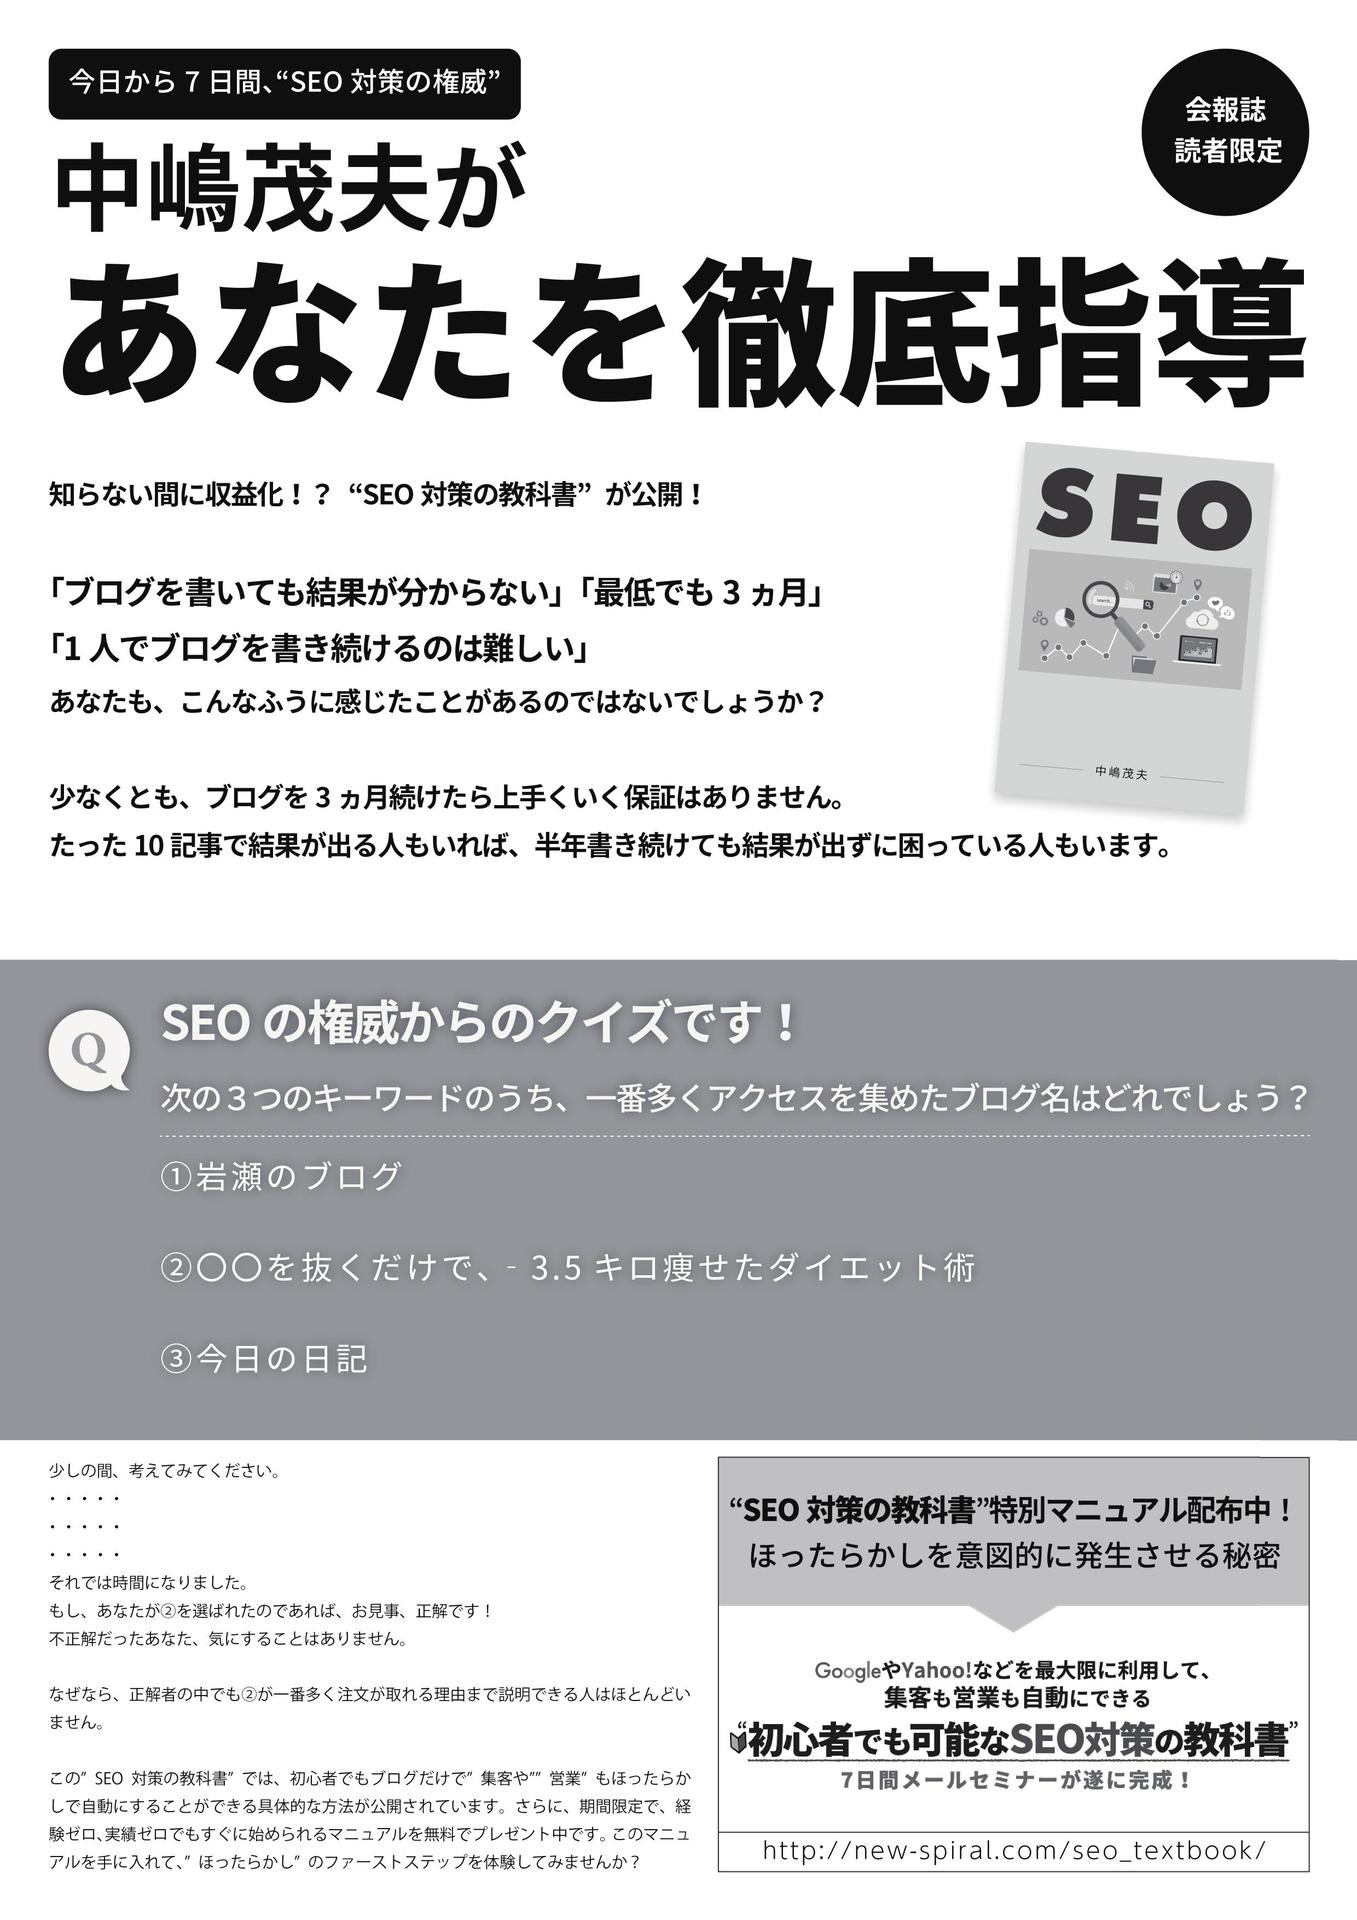 今日から 7 日間、“SEO 対策の権威”
会報誌
読者限定
中嶋茂夫が
あなたを徹底指導
知らない間に収益化！？ “SEO 対策の教科書” が公開！
「ブログを書いても結果が分からない」「最低でも 3 ヵ月」
「1 人でブログを書き続けるのは難しい」
あなたも、こんなふうに感じたことがあるのではないでしょうか？
SEO
Search...
中嶋茂夫
少なくとも、ブログを 3 ヵ月続けたら上手くいく保証はありません。
たった 10 記事で結果が出る人もいれば、半年書き続けても結果が出ずに困っている人もいます。
Q
SEO の権威からのクイズです！
次の３つのキーワードのうち、一番多くアクセスを集めたブログ名はどれでしょう？
①岩瀬のブログ
②〇〇を抜くだけで、- 3.5 キロ痩せたダイエット術
③今日の日記
少しの間、考えてみてください。
・・・・・
・・・・・
・・・・・
それでは時間になりました。
もし、あなたが②を選ばれたのであれば、お見事、正解です！
不正解だったあなた、気にすることはありません。
なぜなら、正解者の中でも②が一番多く注文が取れる理由まで説明できる人はほとんどい
ません。
この” SEO 対策の教科書” では、初心者でもブログだけで” 集客や”” 営業” もほったらか
しで自動にすることができる具体的な方法が公開されています。さらに、期間限定で、経
験ゼロ、実績ゼロでもすぐに始められるマニュアルを無料でプレゼント中です。このマニュ
アルを手に入れて、” ほったらかし” のファーストステップを体験してみませんか？
“SEO 対策の教科書”特別マニュアル配布中！
ほったらかしを意図的に発生させる秘密
GoogleやYahoo!などを最大限に利用して、
集客も営業も自動にできる
“初心者でも可能なSEO対策の教科書”
7日間メールセミナーが遂に完成！
http://new-spiral.com/seo_textbook/